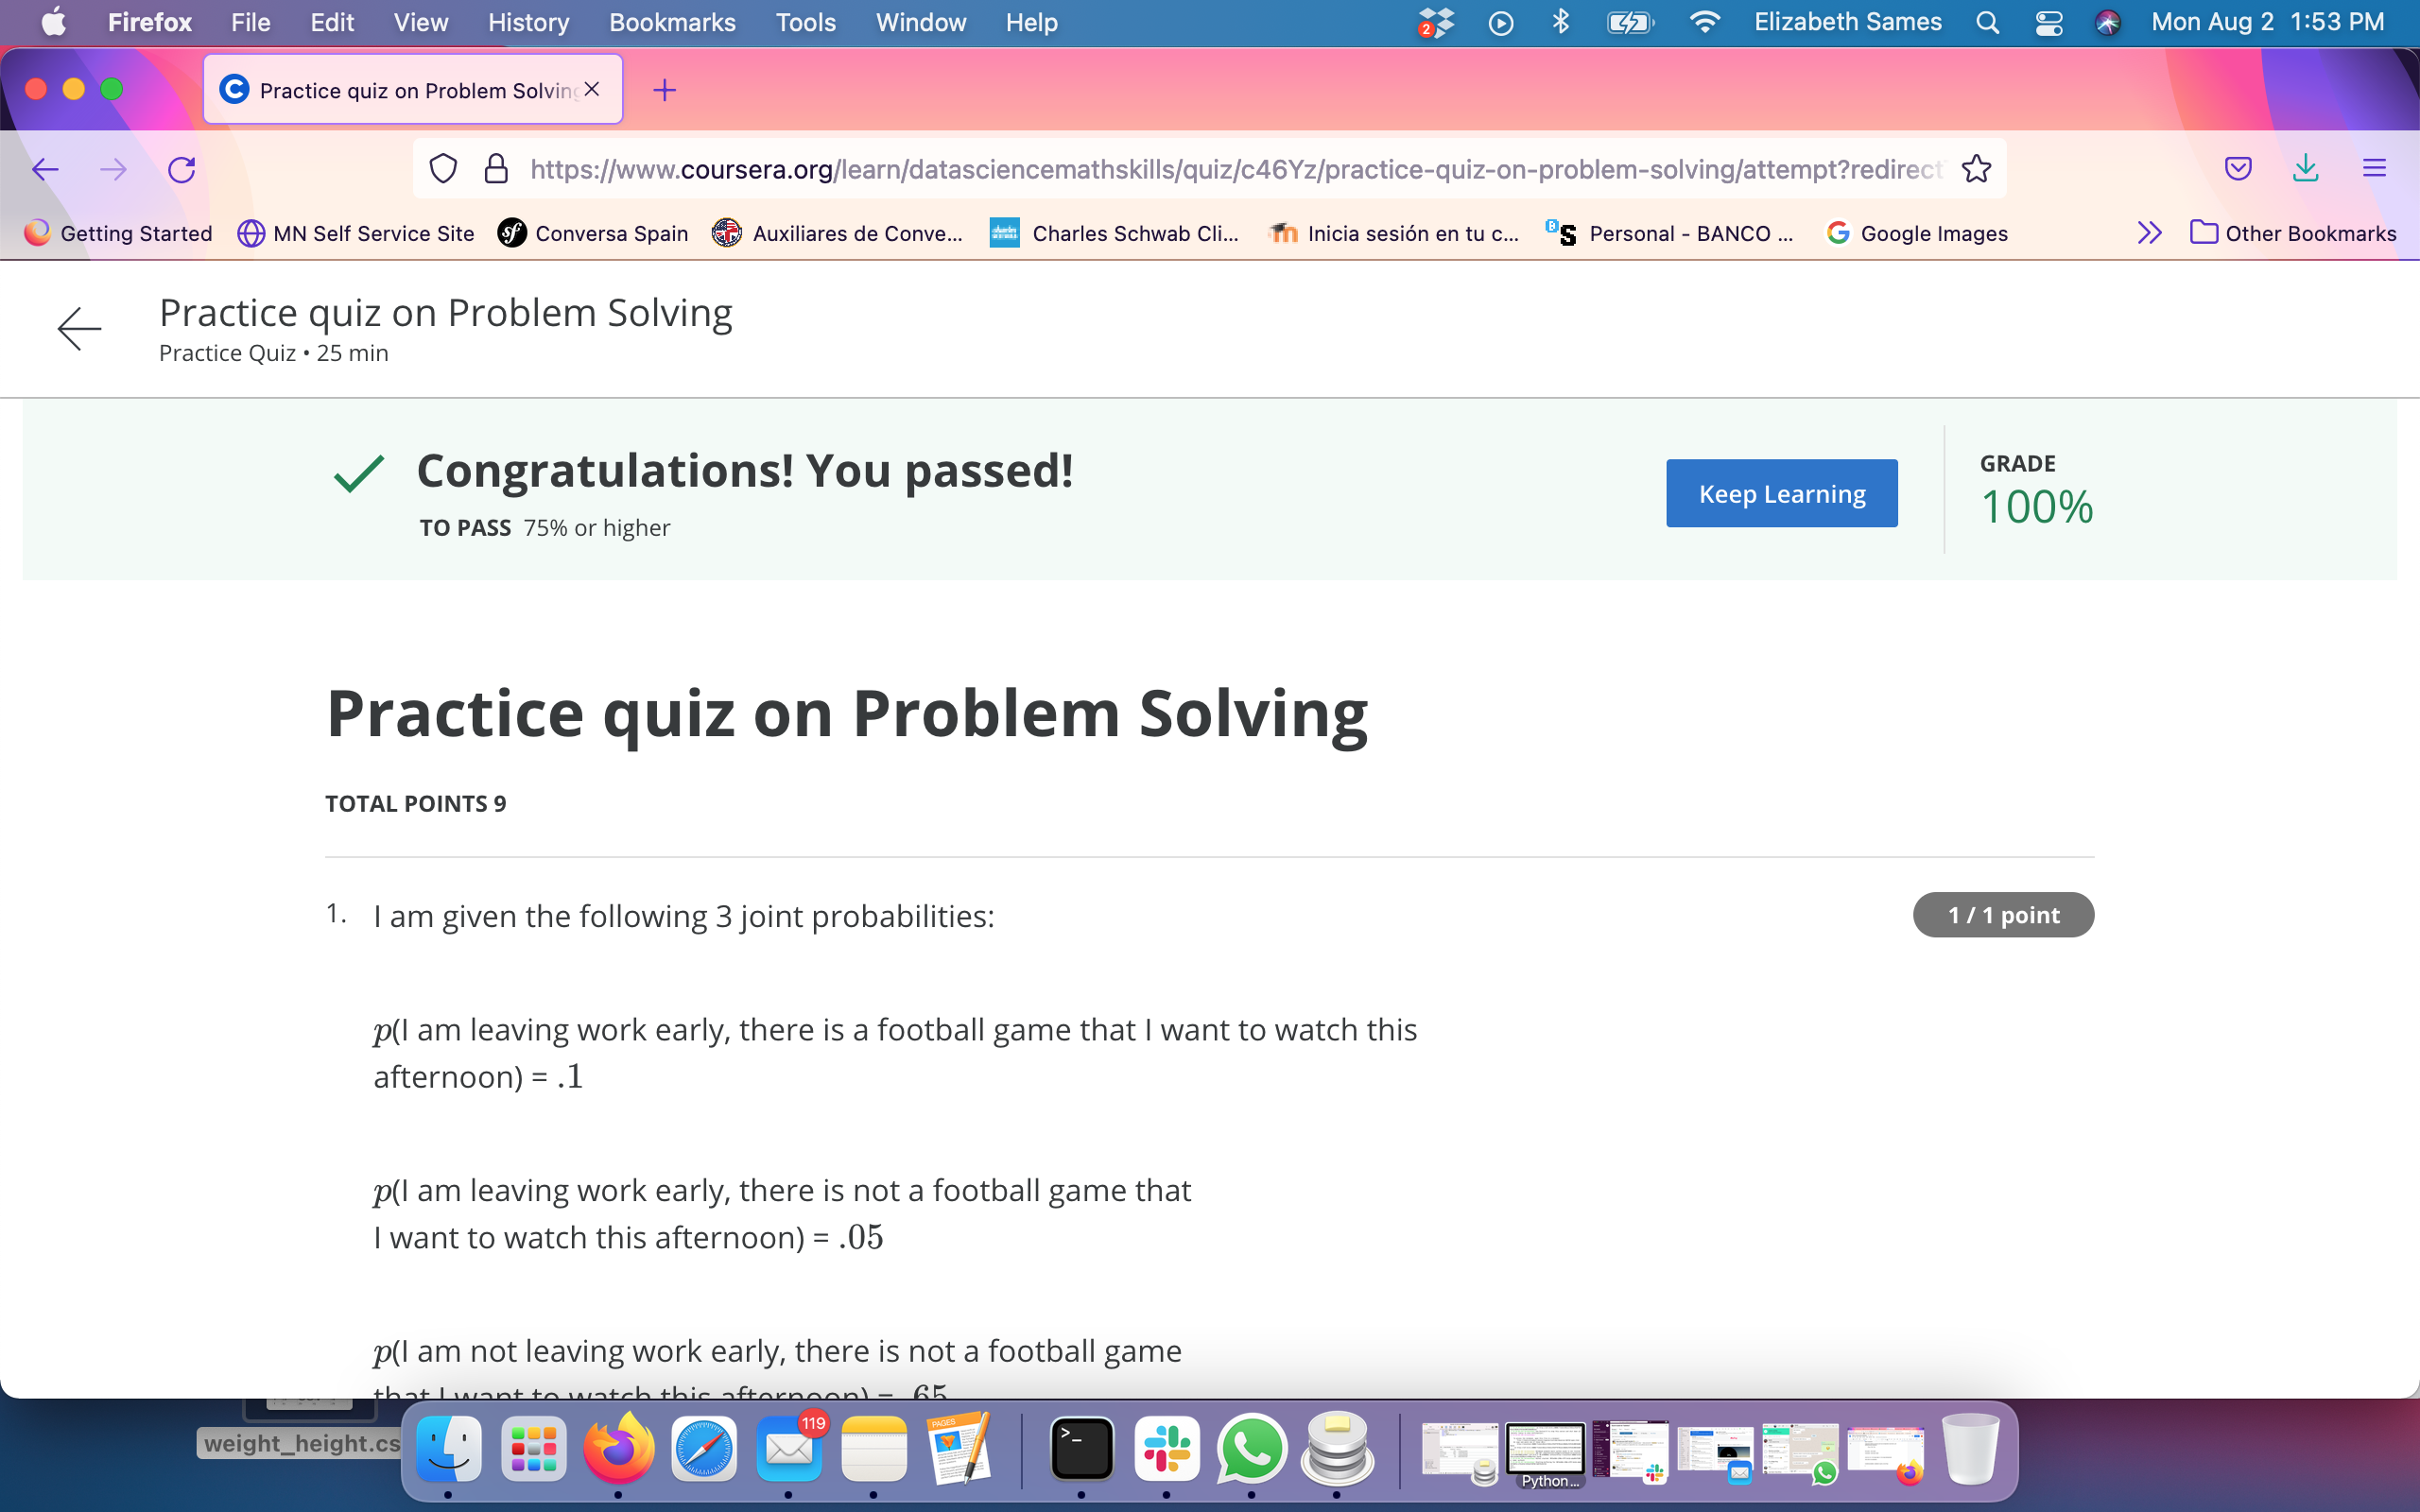 Firefox File Edit View History Bookmarks Tools Window Help 2 Elizabeth Sames Mon Aug 2 1:53 PM
Practice quiz on Problem Solving
https://www.coursera.org/learn/datasciencemathskills/quiz/c46Yz/practice-quiz-on-problem-solving/attempt?redirect
Getting Started MN Self Service Site Conversa Spain Auxiliares de Conve... Charles Schwab Cli... Inicia sesión en tu c... Personal - BANCO ... Google Images Other Bookmarks
Practice quiz on Problem Solving
Practice Quiz • 25 min
Congratulations! You passed!
TO PASS 75% or higher
Keep Learning
GRADE
100%
Practice quiz on Problem Solving
TOTAL POINTS 9
1. I am given the following 3 joint probabilities:
1 / 1 point
p(I am leaving work early, there is a football game that I want to watch this
afternoon) = .1
p(I am leaving work early, there is not a football game that
I want to watch this afternoon) = .05
p(I am not leaving work early, there is not a football game
that I want to watch this afternoon) = .65
weight_height.cs
119
PAGES
Python...